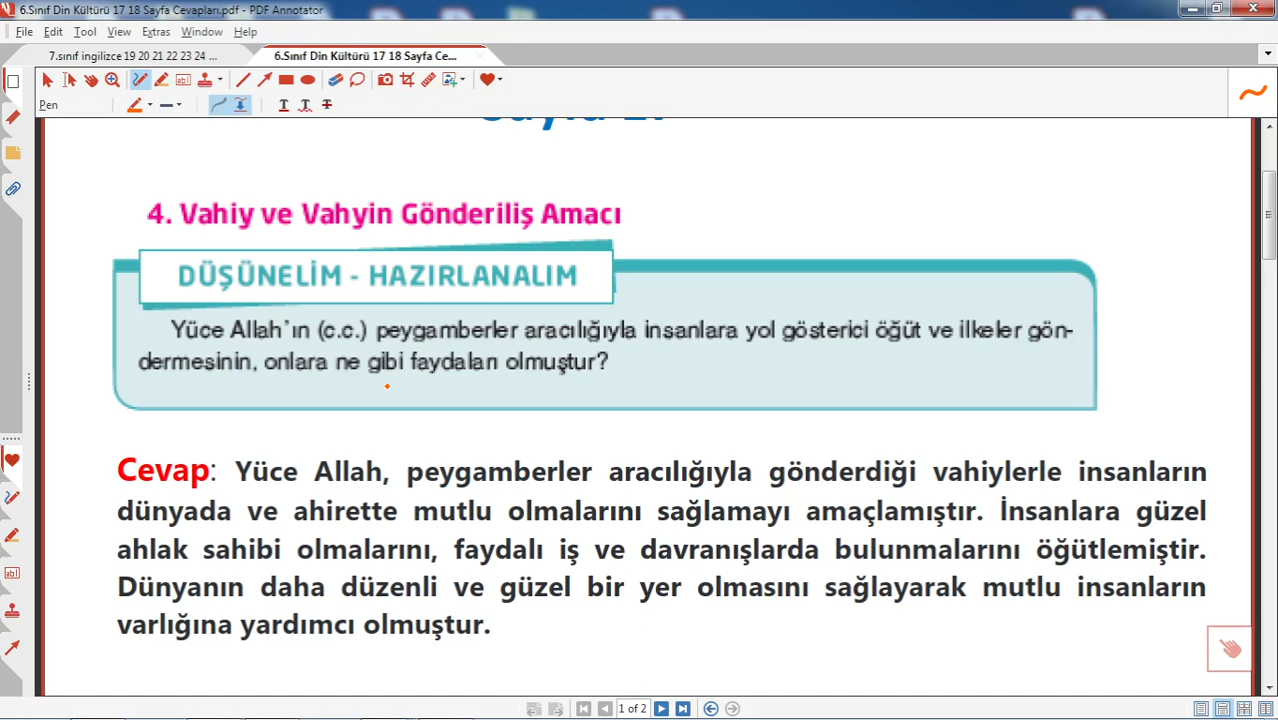 6.Sınıf Din Kültürü 17 18 Sayfa Cevapları.pdf - PDF Annotator
File Edit Tool View Extras Window Help
7.sınıf ingilizce 19 20 21 22 23 24 ...
6.Sınıf Din Kültürü 17 18 Sayfa Ce...
Pen
4. Vahiy ve Vahyin Gönderiliş Amacı
DÜŞÜNELİM - HAZIRLANALIM
Yüce Allah'ın (c.c.) peygamberler aracılığıyla insanlara yol gösterici öğüt ve ilkeler gön-
dermesinin, onlara ne gibi faydaları olmuştur?
Cevap: Yüce Allah, peygamberler aracılığıyla gönderdiği vahiylerle insanların
dünyada ve ahirette mutlu olmalarını sağlamayı amaçlamıştır. İnsanlara güzel
ahlak sahibi olmalarını, faydalı iş ve davranışlarda bulunmalarını öğütlemiştir.
Dünyanın daha düzenli ve güzel bir yer olmasını sağlayarak mutlu insanların
varlığına yardımcı olmuştur.
1 of 2